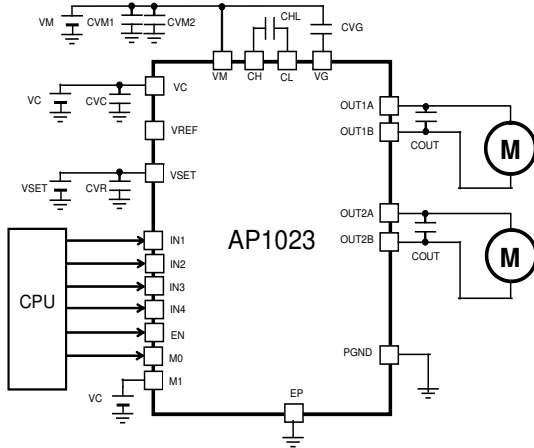 VM CVM1 CVM2 CHL CVG
VM CH CL VG
VC CVC VC
VREF
VSET CVR VSET
OUT1A
OUT1B
COUT
M
OUT2A
OUT2B
COUT
M
AP1023
CPU
IN1
IN2
IN3
IN4
EN
M0
M1
VC
PGND
EP